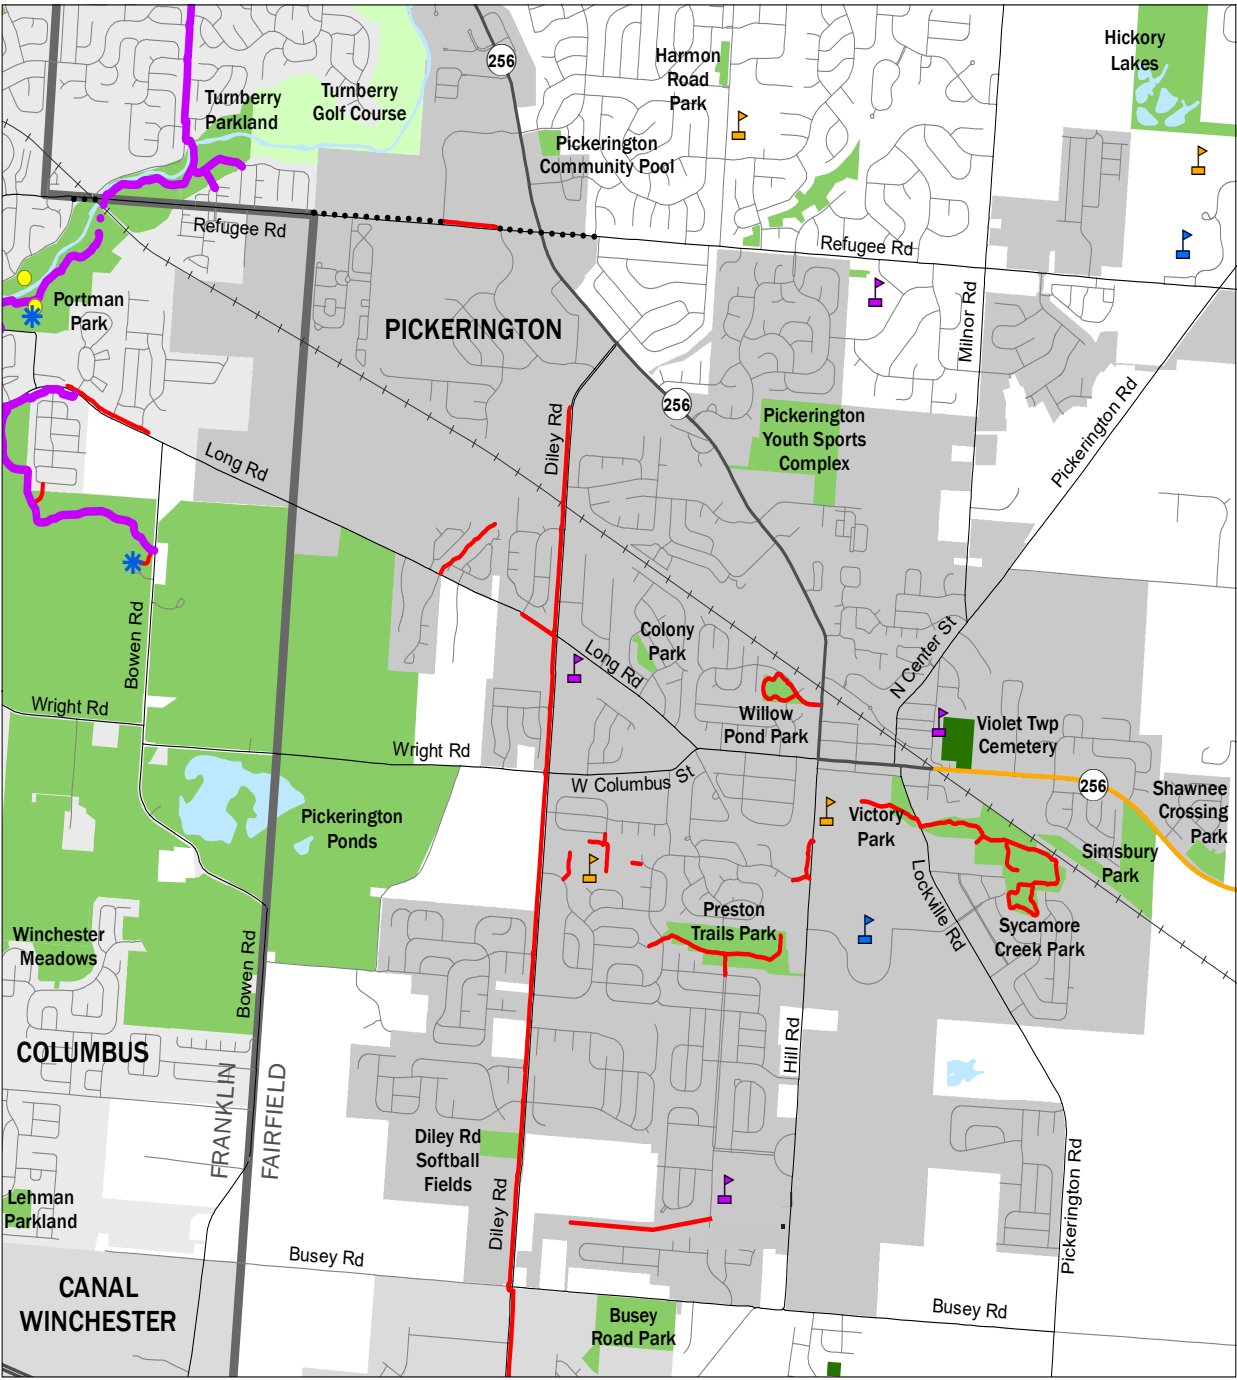 256
Harmon
Road
Park
Hickory
Lakes
Turnberry
Parkland
Turnberry
Golf Course
Pickerington
Community Pool
Refugee Rd
Refugee Rd
Portman
Park
PICKERINGTON
Milnor Rd
256
Pickerington Rd
Diley Rd
Pickerington
Youth Sports
Complex
Long Rd
Bowen Rd
Colony
Park
Long Rd
N Center St
Wright Rd
Willow
Pond Park
Violet Twp
Cemetery
Wright Rd
W Columbus St
256
Shawnee
Crossing
Park
Pickerington
Ponds
Victory
Park
Simsbury
Park
Lockville Rd
Preston
Trails Park
Sycamore
Creek Park
Winchester
Meadows
Bowen Rd
COLUMBUS
Hill Rd
FRANKLIN
FAIRFIELD
Diley Rd
Softball
Fields
Diley Rd
Pickerington Rd
Lehman
Parkland
Busey Rd
CANAL
WINCHESTER
Busey
Road Park
Busey Rd